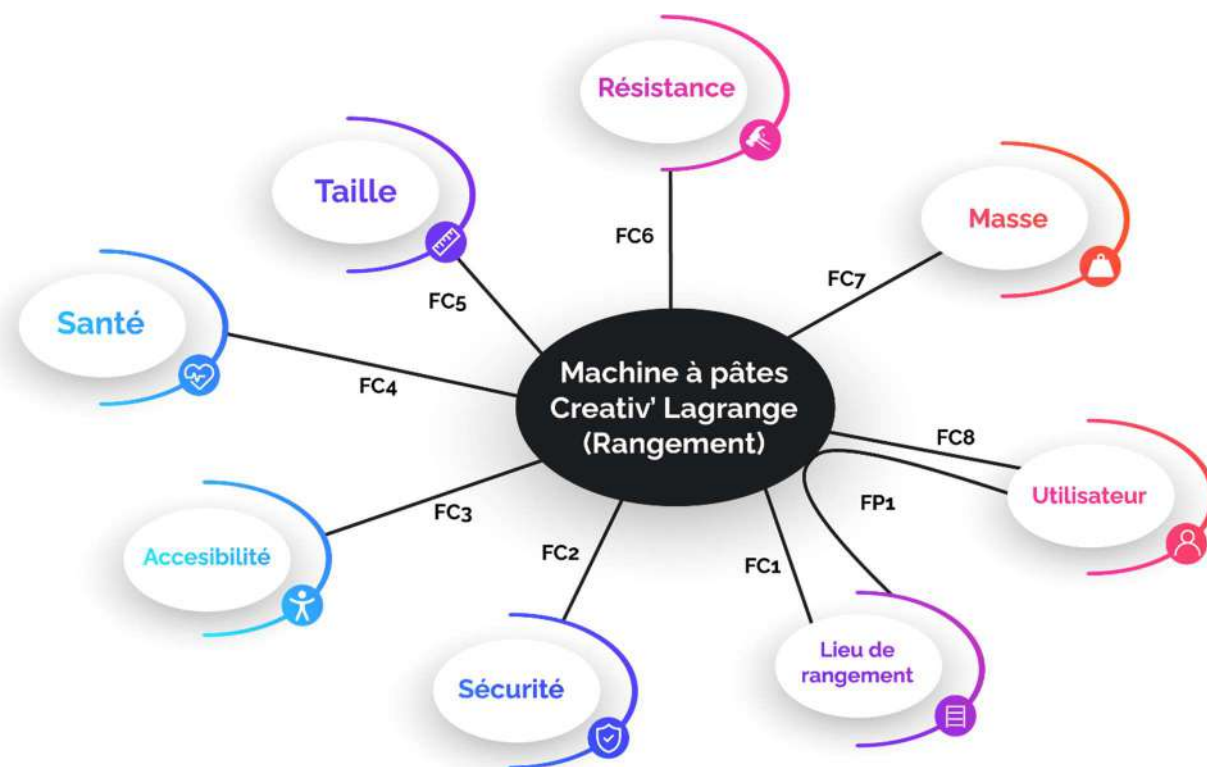 Résistance
Taille
Masse
FC6
FC7
FC5
Santé
FC4
Machine à pâtes
Creativ’ Lagrange
(Rangement)
FC8
Utilisateur
FP1
FC3
Accesibilité
FC2
FC1
Lieu de
rangement
Sécurité